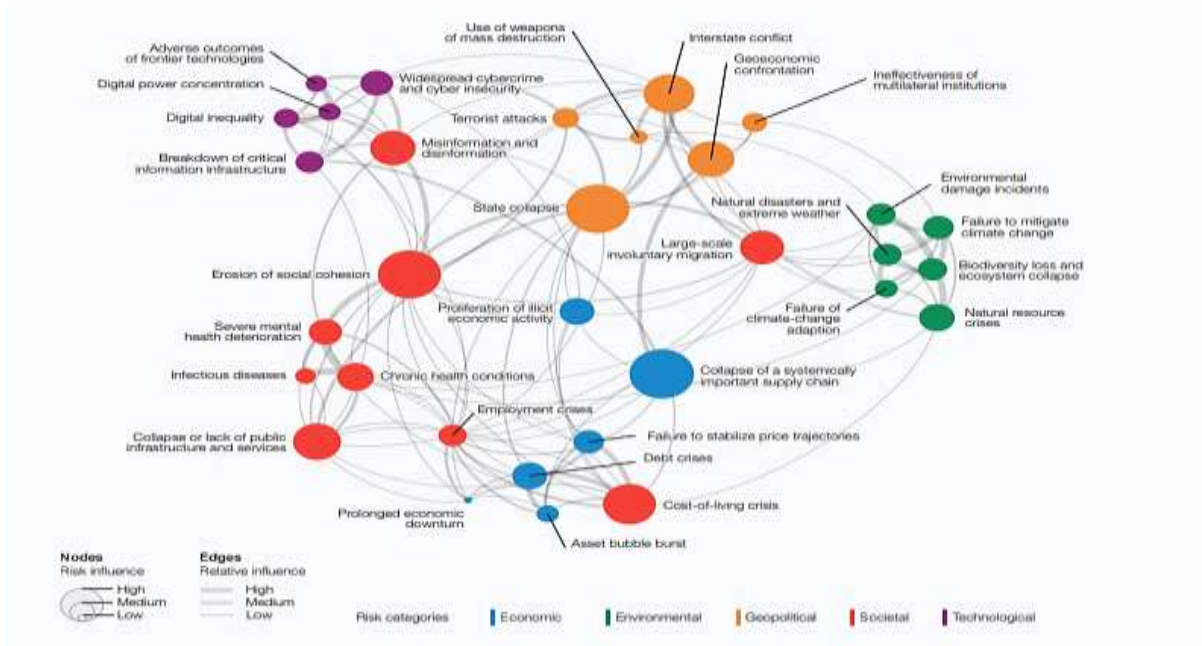 Use of weapons
of mass destruction
Interstate conflict
Adverse outcomes
of frontier technologies
Geoeconomic
confrontation
Digital power concentration
Widespread cybercrime
and cyber insecurity
Ineffectiveness of
multilateral institutions
Digital inequality
Terrorist attacks
Breakdown of critical
information infrastructure
Misinformation and
disinformation
Environmental
damage incidents
State collapse
Natural disasters and
extreme weather
Failure to mitigate
climate change
Large-scale
involuntary migration
Erosion of social cohesion
Biodiversity loss and
ecosystem collapse
Proliferation of illicit
economic activity
Failure of
climate-change
adaption
Natural resource
crises
Severe mental
health deterioration
Infectious diseases
Chronic health conditions
Collapse of a systemically
important supply chain
Employment crises
Collapse or lack of public
infrastructure and services
Failure to stabilize price trajectories
Debt crises
Prolonged economic
downturn
Cost-of-living crisis
Asset bubble burst
Nodes
Risk influence
High
Medium
Low
Edges
Relative influence
High
Medium
Low
Risk categories
Economic
Environmental
Geopolitical
Societal
Technological